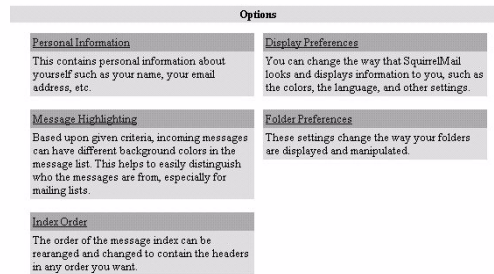 Options
Personal Information
This contains personal information about
yourself such as your name, your email
address, etc.
Display Preferences
You can change the way that SquirrelMail
looks and displays information to you, such as
the colors, the language, and other settings.
Message Highlighting
Based upon given criteria, incoming messages
can have different background colors in the
message list. This helps to easily distinguish
who the messages are from, especially for
mailing lists.
Folder Preferences
These settings change the way your folders
are displayed and manipulated.
Index Order
The order of the message index can be
rearanged and changed to contain the headers
in any order you want.